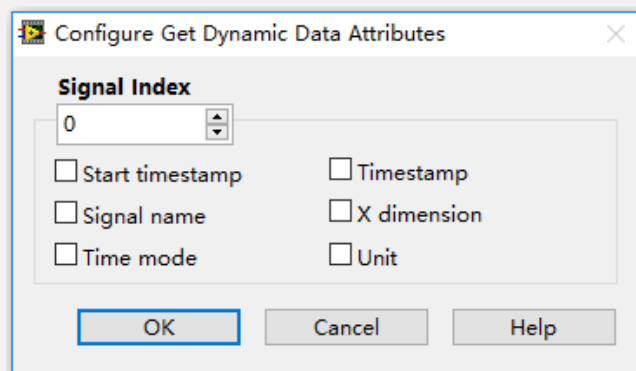 Configure Get Dynamic Data Attributes
Signal Index
0
Start timestamp
Timestamp
Signal name
X dimension
Time mode
Unit
OK
Cancel
Help